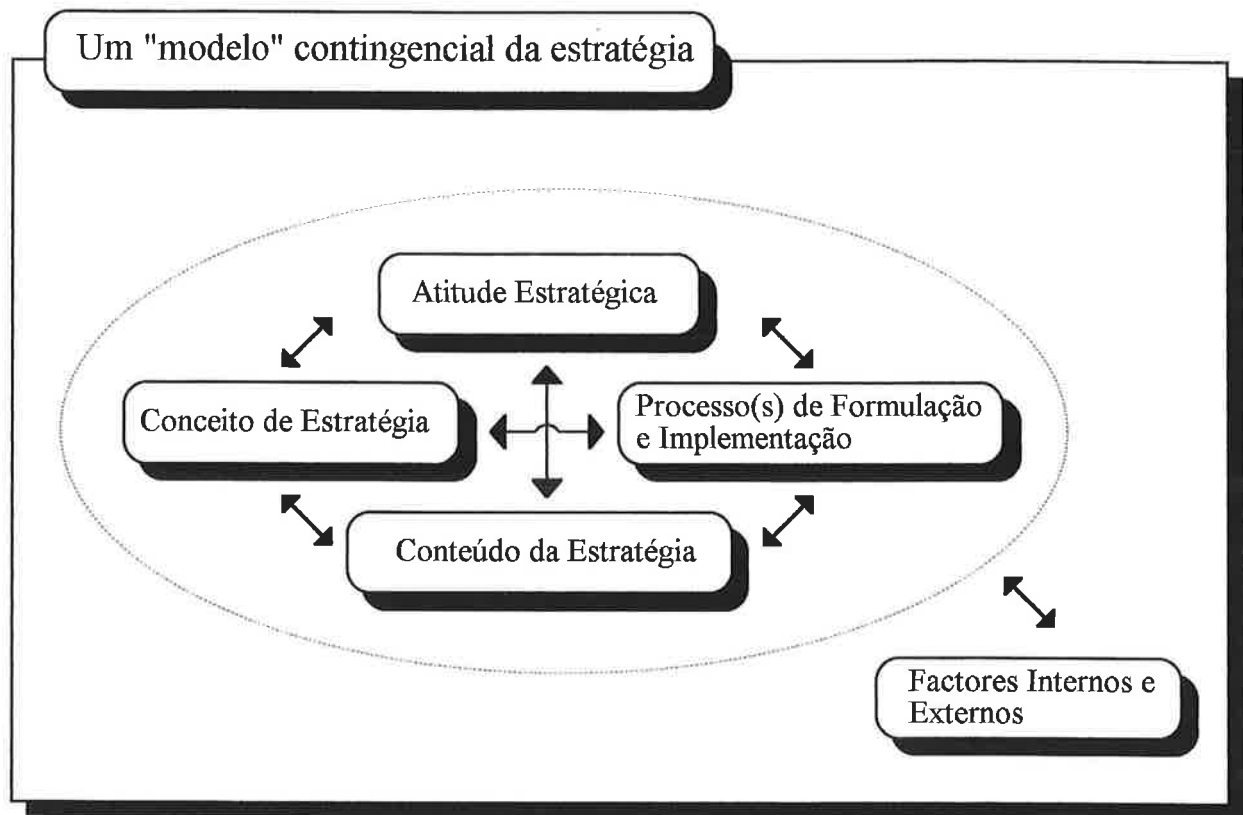 Um "modelo" contingencial da estratégia
Atitude Estratégica
Conceito de Estratégia
Processo(s) de Formulação
e Implementação
Conteúdo da Estratégia
Factores Internos e
Externos